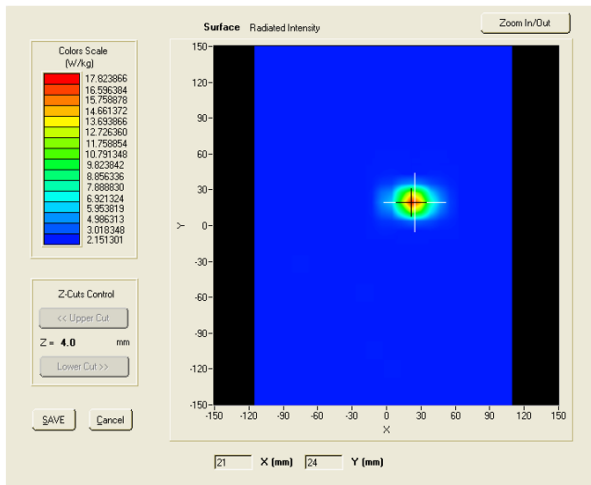 Surface Radiated Intensity
Zoom In/Out
Colors Scale
(W/kg)
17.823866
16.596384
15.758878
14.661372
13.693866
12.726360
11.758854
10.791348
9.823842
8.856336
7.888830
6.921324
5.953819
4.986313
3.018348
2.151301
150-
120-
90-
60-
30-
0-
-30-
-60-
-90-
-120-
-150-
Y
-150 -120 -90 -60 -30 0 30 60 90 120 150
X
Z-Cuts Control
<< Upper Cut
Z = 4.0 mm
Lower Cut >>
SAVE Cancel
21 X (mm) 24 Y (mm)